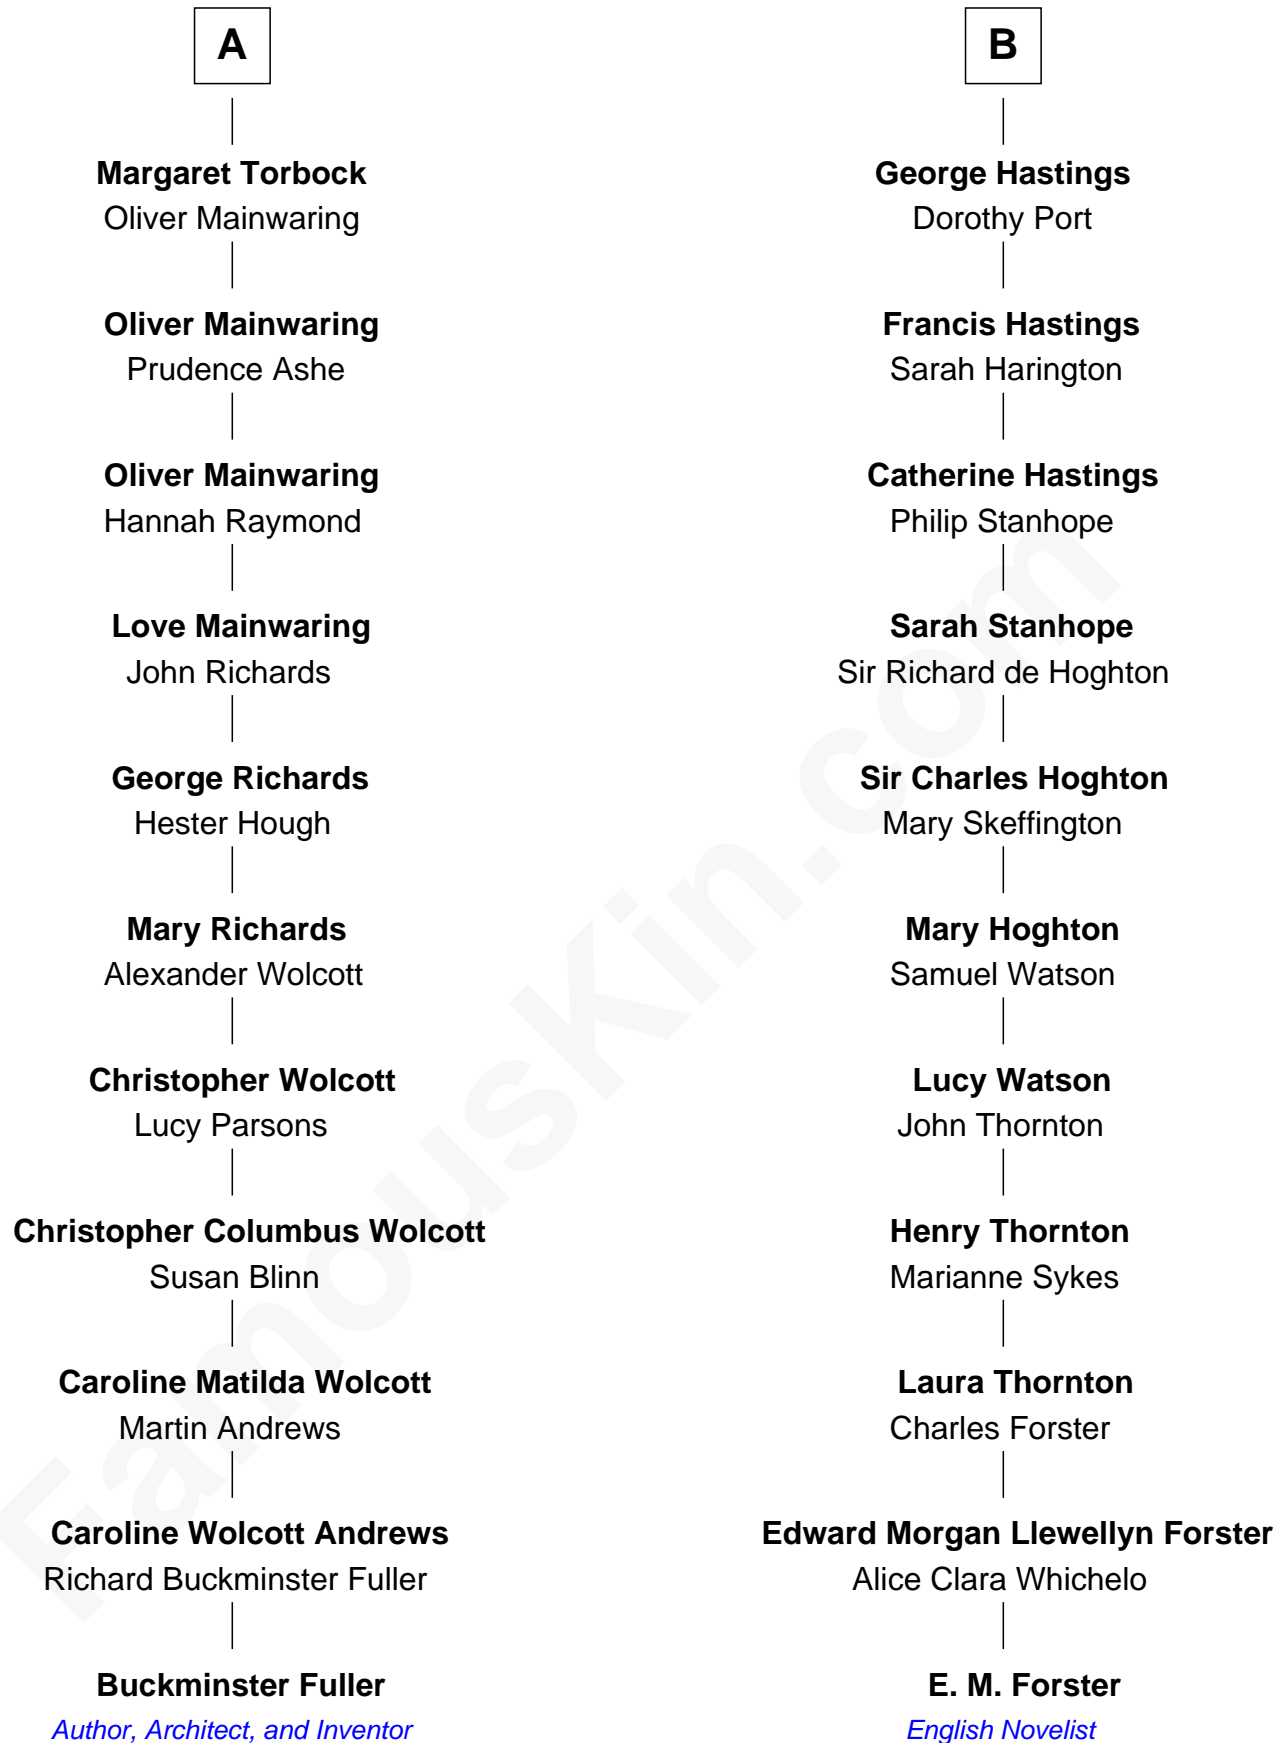 A
Margaret Torbock
Oliver Mainwaring
Oliver Mainwaring
Prudence Ashe
Oliver Mainwaring
Hannah Raymond
Love Mainwaring
John Richards
George Richards
Hester Hough
Mary Richards
Alexander Wolcott
Christopher Wolcott
Lucy Parsons
Christopher Columbus Wolcott
Susan Blinn
Caroline Matilda Wolcott
Martin Andrews
Caroline Wolcott Andrews
Richard Buckminster Fuller
Buckminster Fuller
Author, Architect, and Inventor
B
George Hastings
Dorothy Port
Francis Hastings
Sarah Harington
Catherine Hastings
Philip Stanhope
Sarah Stanhope
Sir Richard de Hoghton
Sir Charles Hoghton
Mary Skeffington
Mary Hoghton
Samuel Watson
Lucy Watson
John Thornton
Henry Thornton
Marianne Sykes
Laura Thornton
Charles Forster
Edward Morgan Llewellyn Forster
Alice Clara Whichelo
E. M. Forster
English Novelist
FamousKin.com